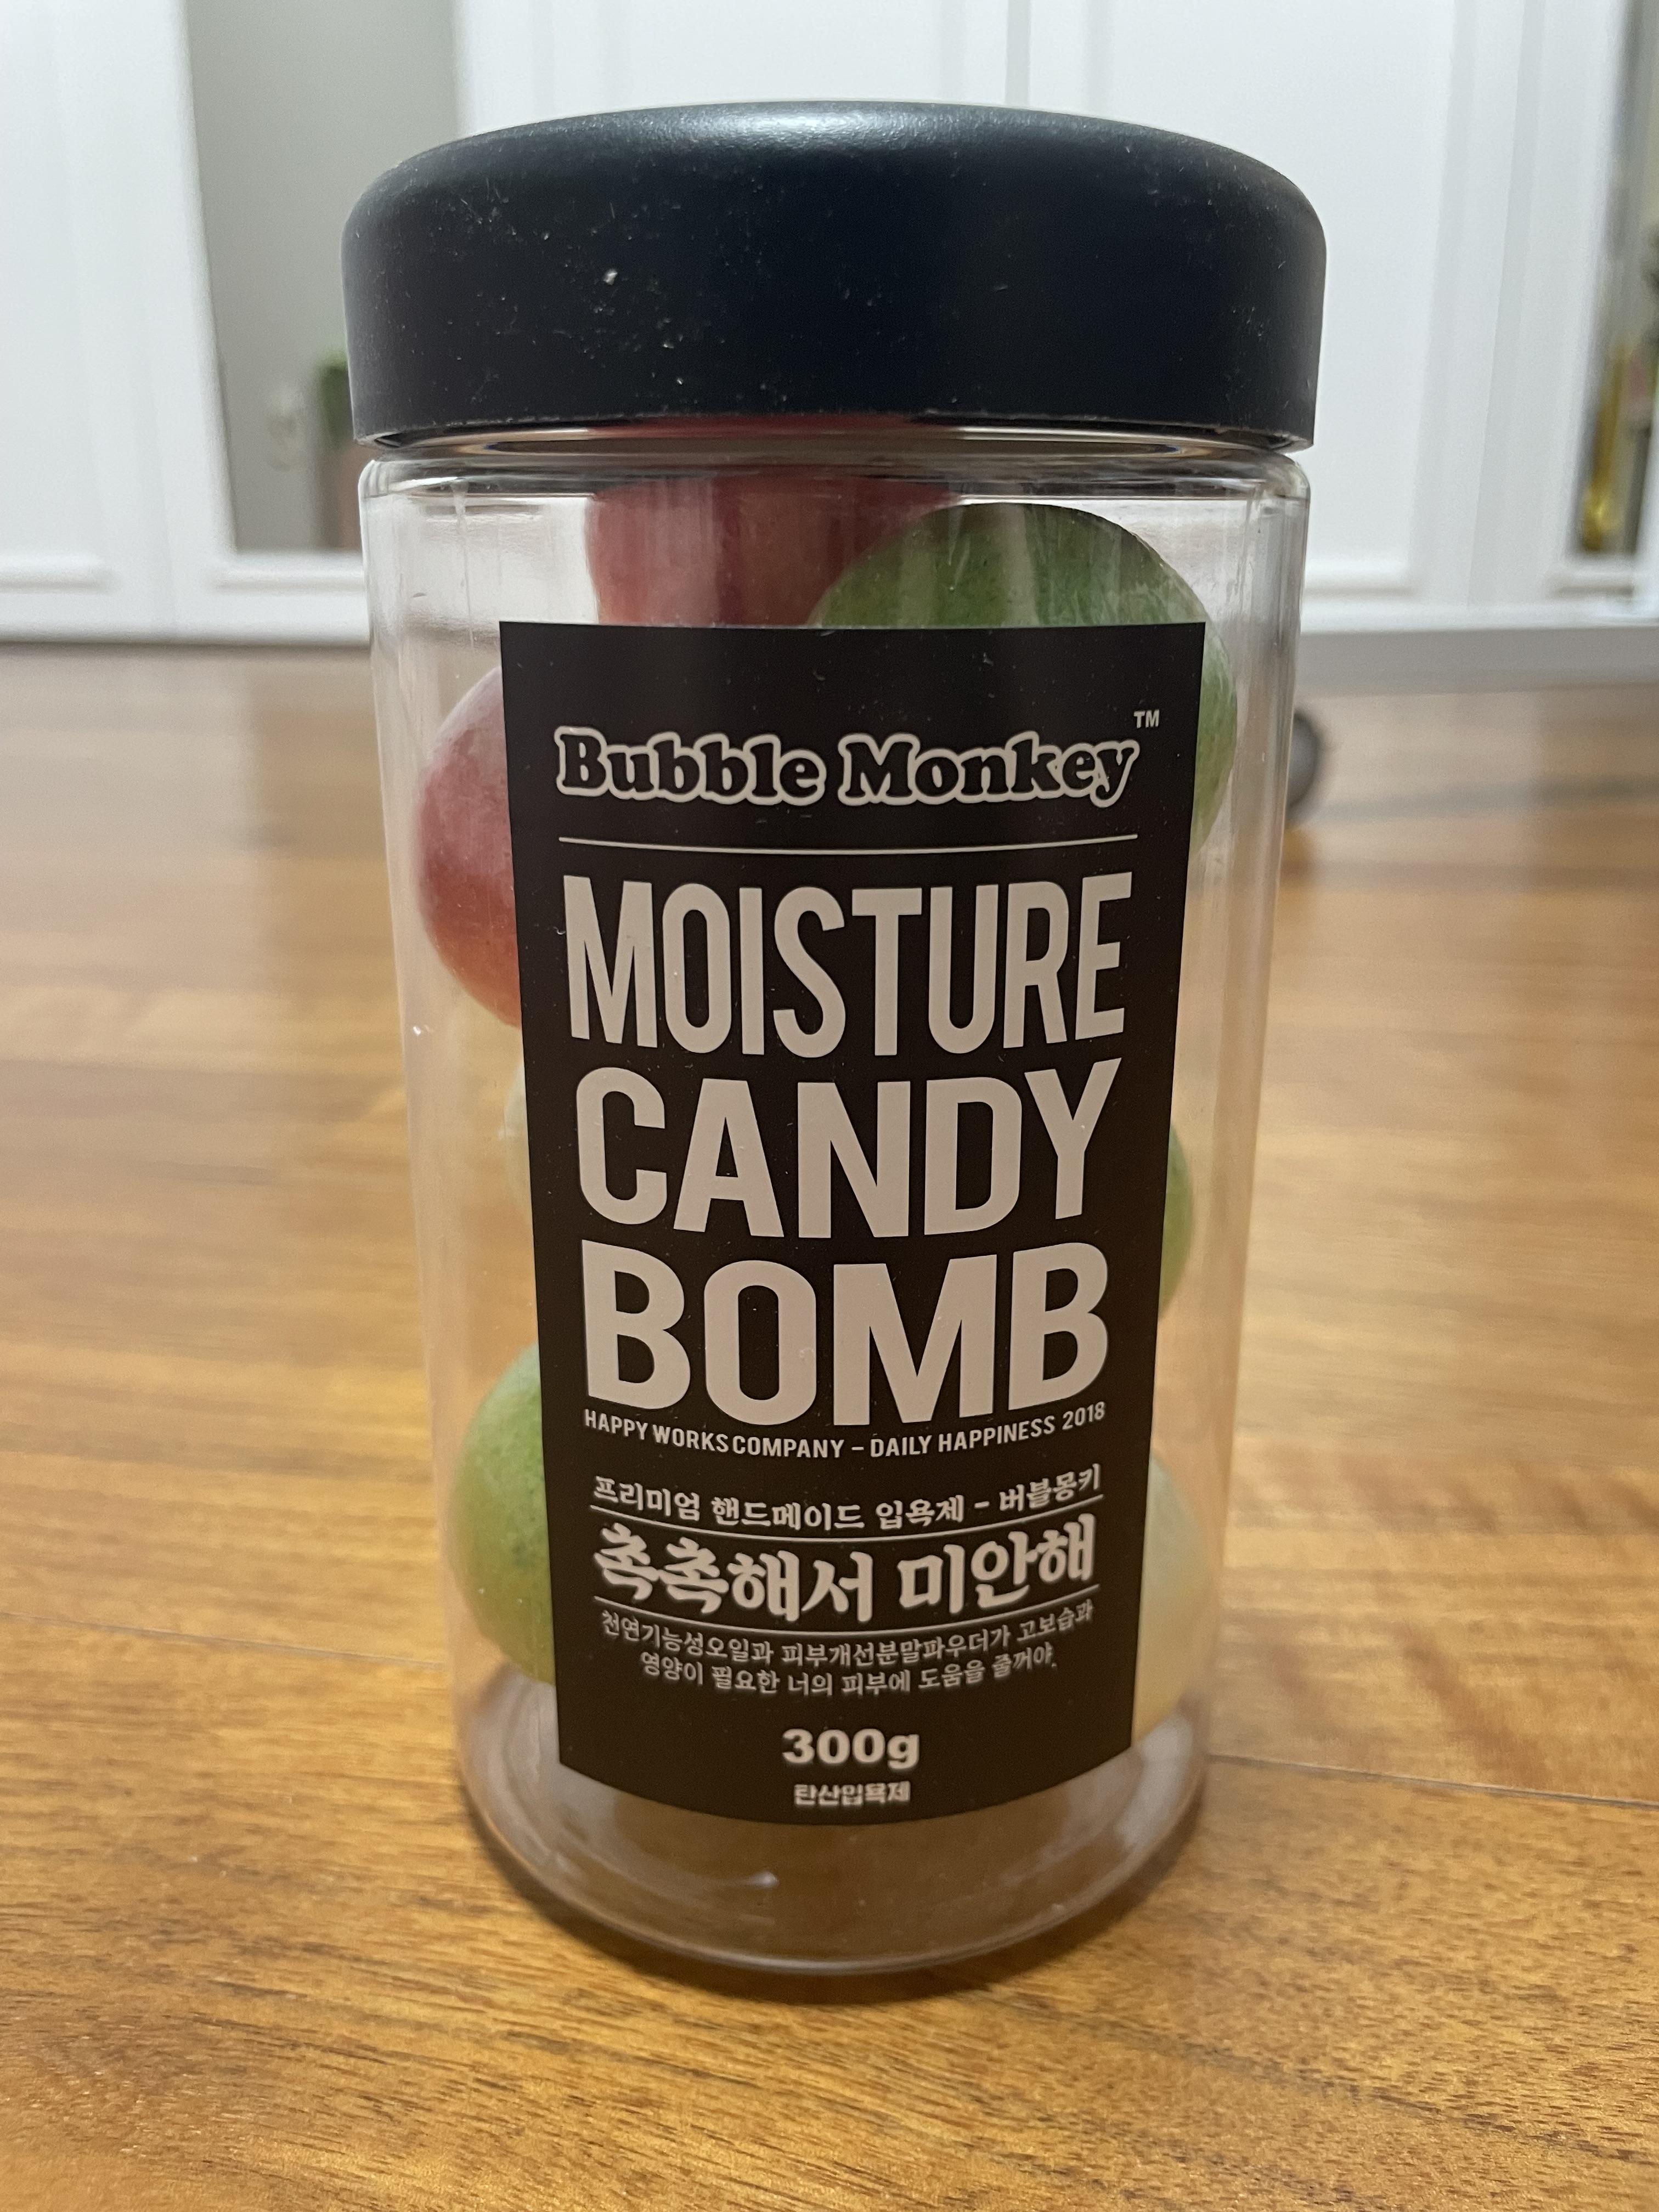 Bubble Monkey™
MOISTURE
CANDY
BOMB
HAPPY WORKS COMPANY - DAILY HAPPINESS 2018
프리미엄 핸드메이드 입욕제 - 버블몽키
촉촉해서 미안해
천연기능성오일과 피부개선분말파우더가 고보습과
영양이 필요한 너의 피부에 도움을 줄꺼야.
300g
탄산입욕제